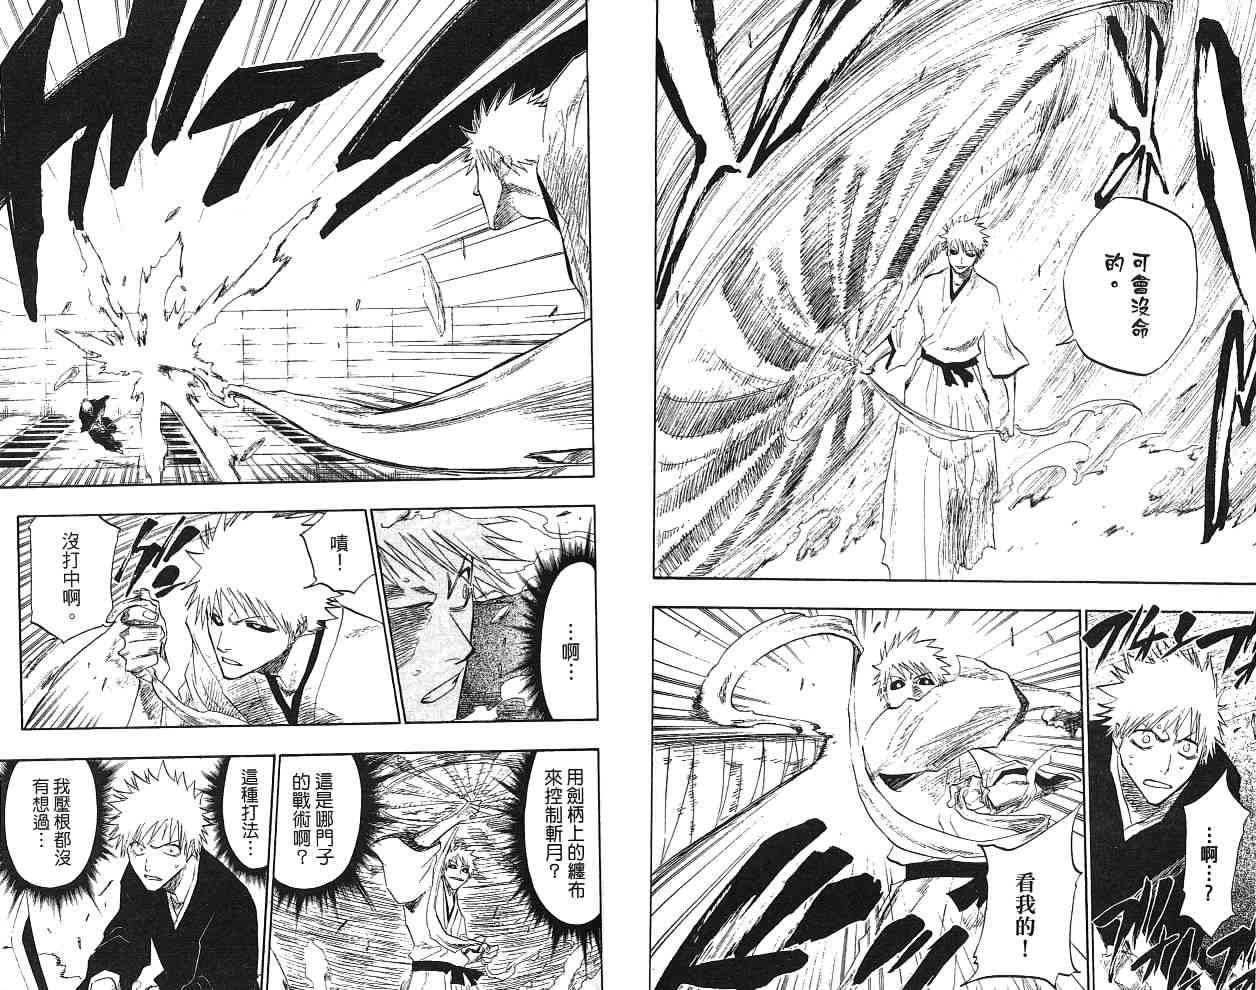 可會沒命
的。
…啊…?
看我的！
…啊…
嘖！
沒打中啊。
用劍柄上的纏布
來控制斬月？
這是哪門子
的戰術啊？
這種打法…
我壓根都沒
有想過…